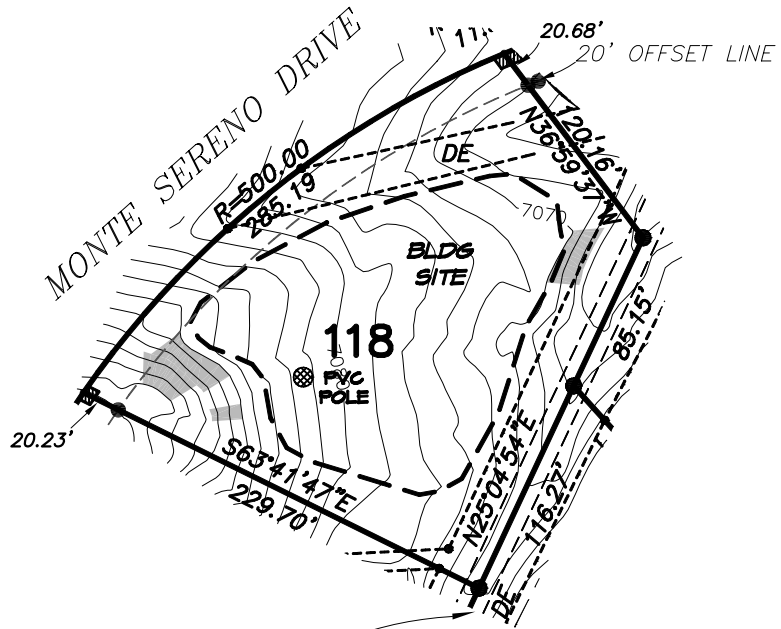 20.68'
20' OFFSET LINE
MONTE SERENO DRIVE
120.16'
N36°59'37"W
DE
R=500.00
285.19
7070
BLDG
SITE
118
85.15'
PVC
POLE
20.23'
S63°41'47"E
229.70'
N25°04'54"E
116.27'
DE